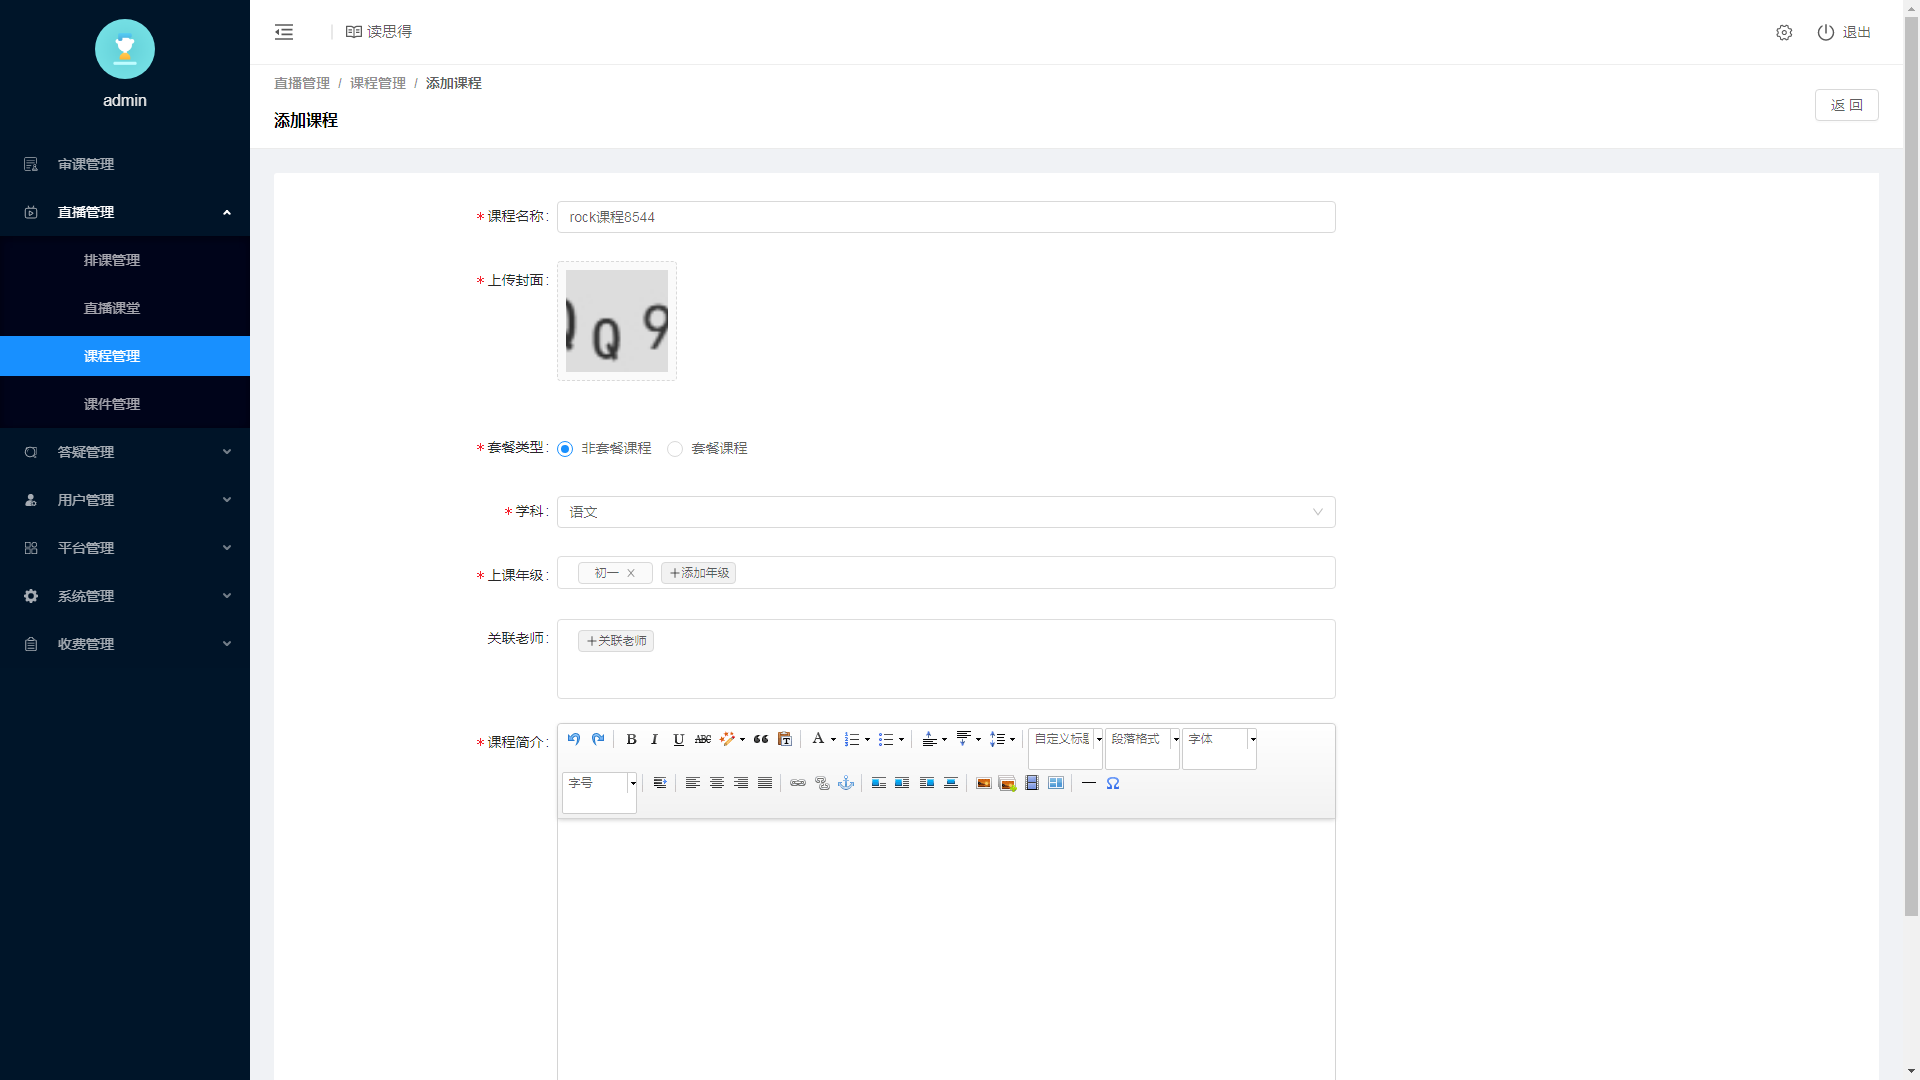 admin
审课管理
直播管理
排课管理
直播课堂
课程管理
课件管理
答疑管理
用户管理
平台管理
系统管理
收费管理
读思得
退出
直播管理 / 课程管理 / 添加课程
添加课程
返 回
* 课程名称: rock课程8544
* 上传封面:
Q Q 9
* 套餐类型: 非套餐课程 套餐课程
* 学科: 语文
* 上课年级: 初一 X +添加年级
关联老师: +关联老师
* 课程简介:
B I U ABC A 自定义标题 段落格式 字体
字号